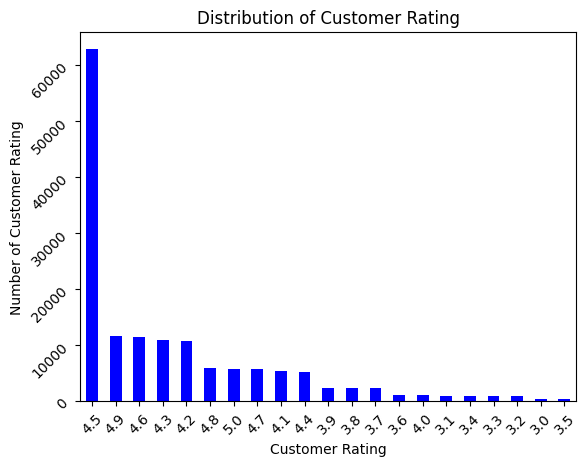 Distribution of Customer Rating
Number of Customer Rating
60000
50000
40000
30000
20000
10000
0
4.5 4.9 4.6 4.3 4.2 4.8 5.0 4.7 4.1 4.4 3.9 3.8 3.7 3.6 4.0 3.1 3.4 3.3 3.2 3.0 3.5
Customer Rating